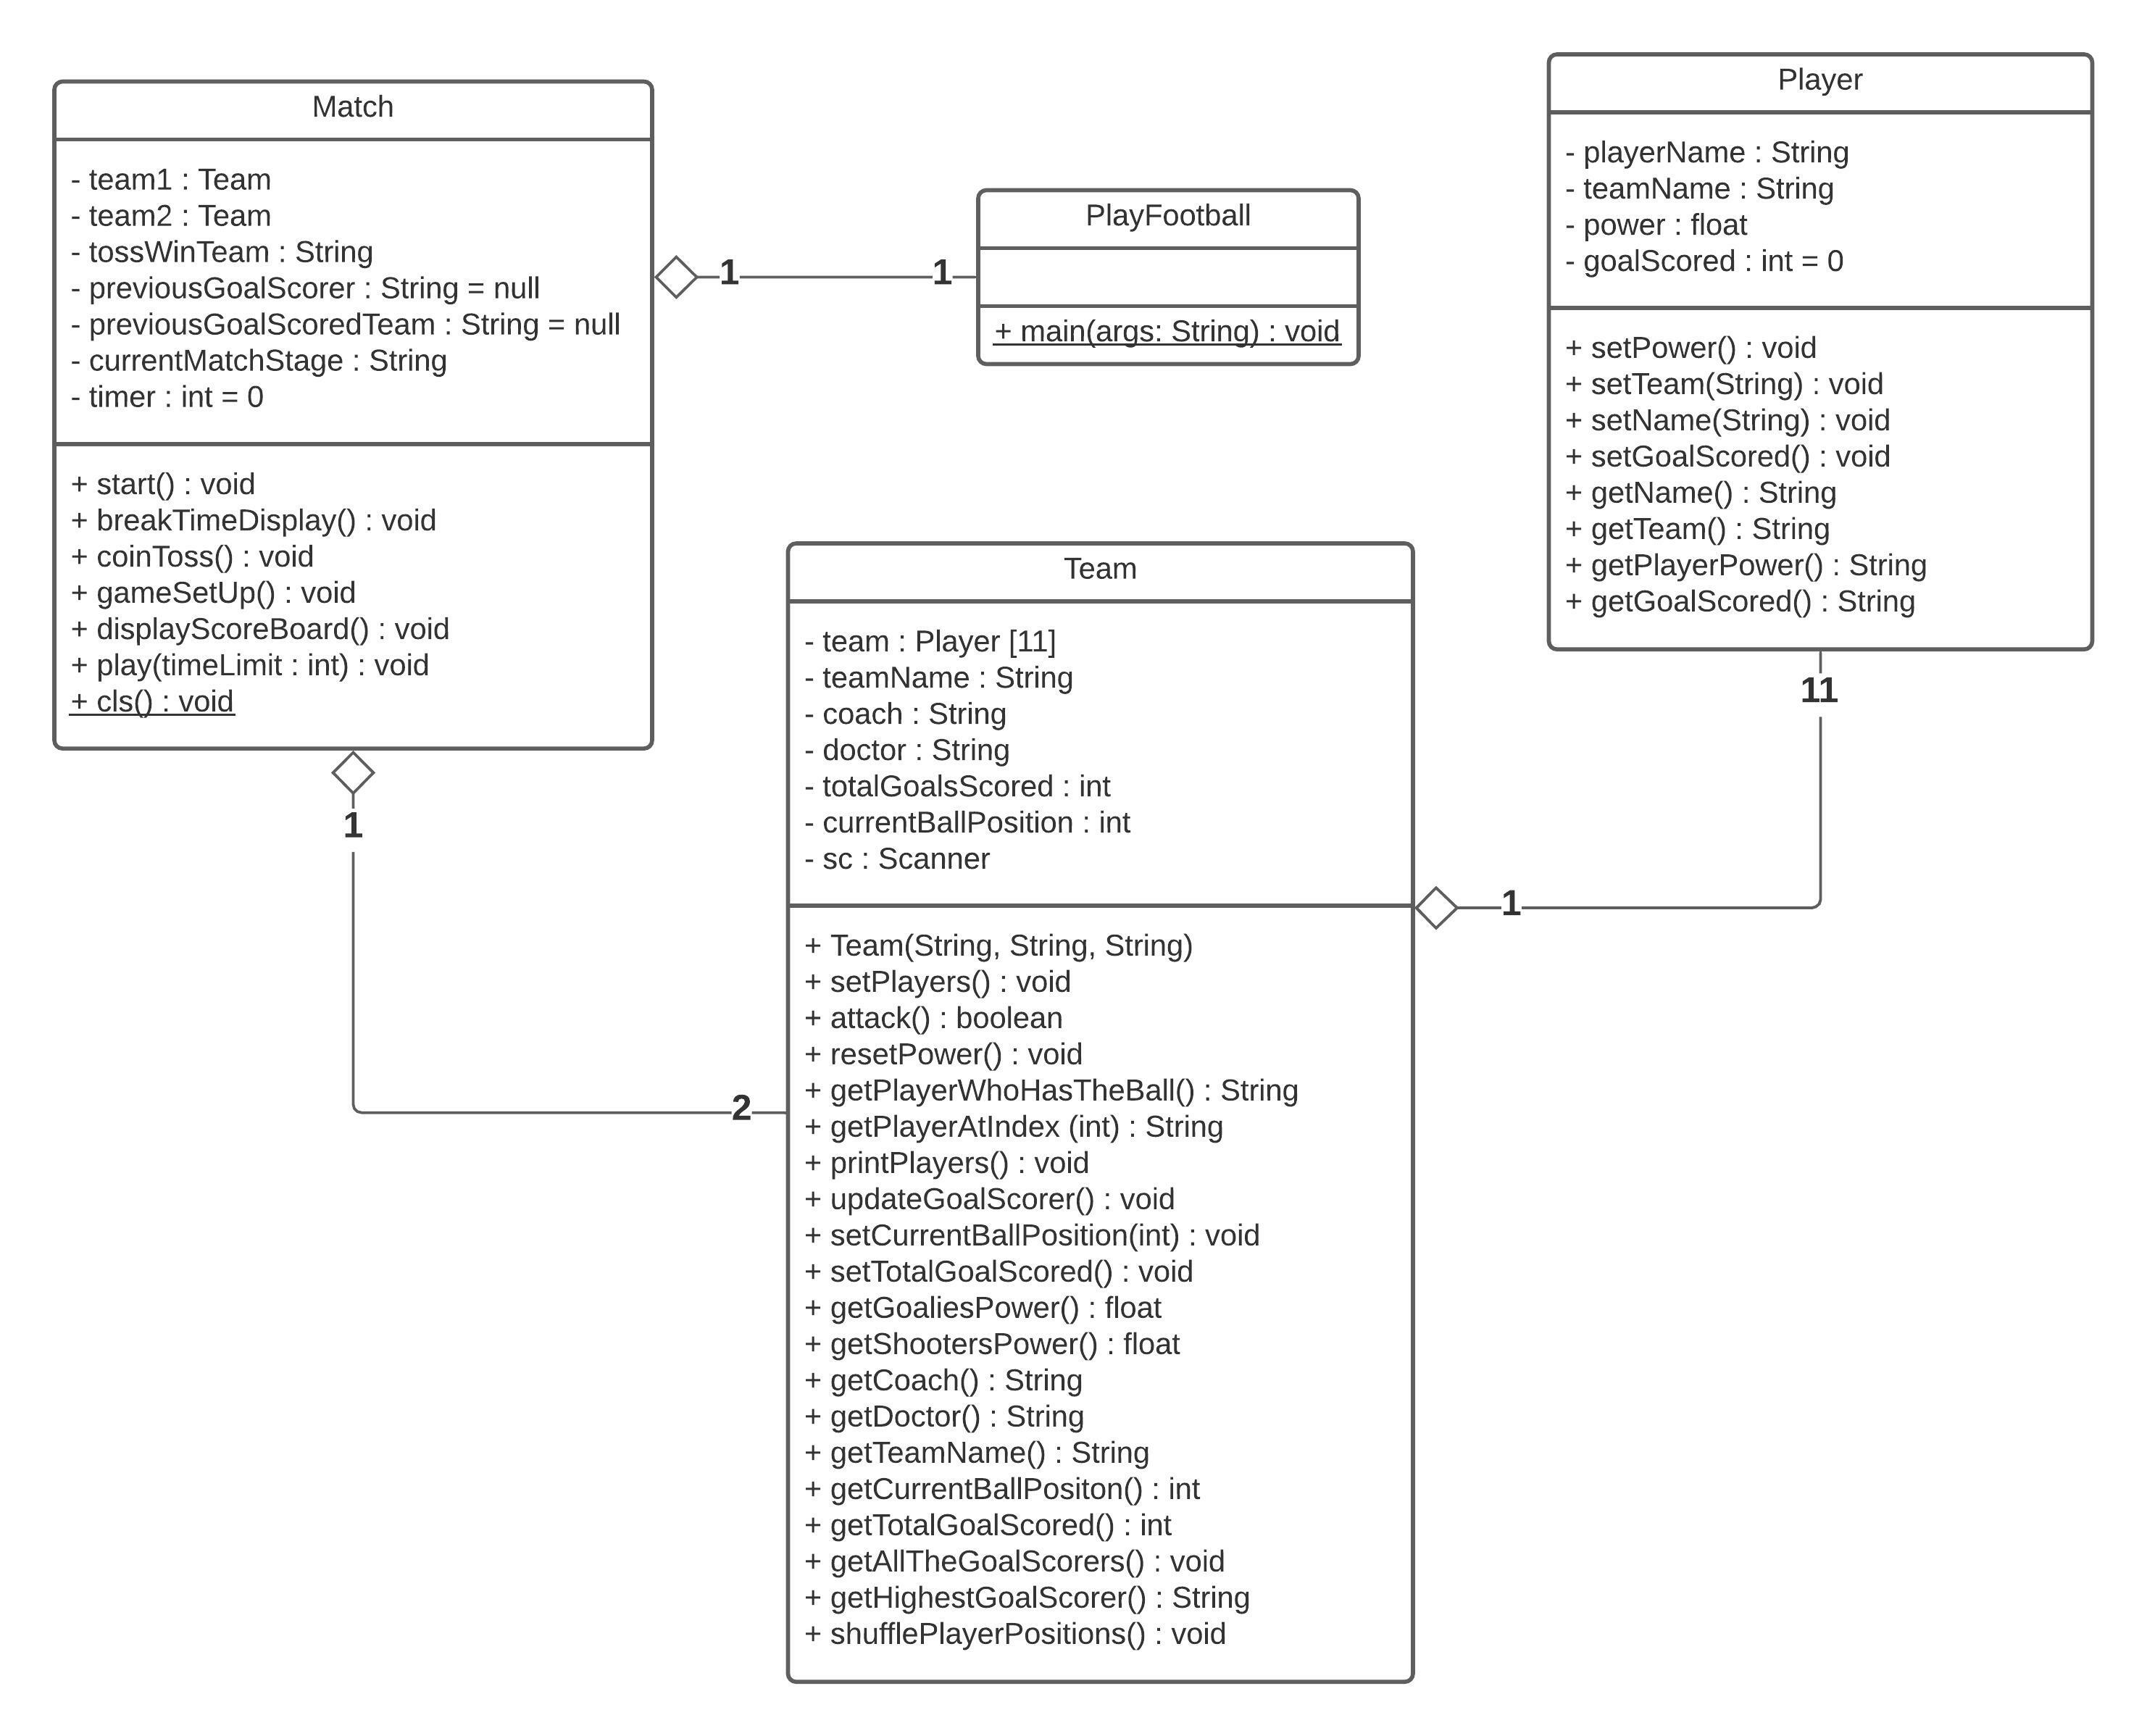 Match
- team1 : Team
- team2 : Team
- tossWinTeam : String
- previousGoalScorer : String = null
- previousGoalScoredTeam : String = null
- currentMatchStage : String
- timer : int = 0
+ start() : void
+ breakTimeDisplay() : void
+ coinToss() : void
+ gameSetUp() : void
+ displayScoreBoard() : void
+ play(timeLimit : int) : void
+ cls() : void
1
1
PlayFootball
+ main(args: String) : void
Player
- playerName : String
- teamName : String
- power : float
- goalScored : int = 0
+ setPower() : void
+ setTeam(String) : void
+ setName(String) : void
+ setGoalScored() : void
+ getName() : String
+ getTeam() : String
+ getPlayerPower() : String
+ getGoalScored() : String
11
1
1
2
Team
- team : Player [11]
- teamName : String
- coach : String
- doctor : String
- totalGoalsScored : int
- currentBallPosition : int
- sc : Scanner
+ Team(String, String, String)
+ setPlayers() : void
+ attack() : boolean
+ resetPower() : void
+ getPlayerWhoHasTheBall() : String
+ getPlayerAtIndex (int) : String
+ printPlayers() : void
+ updateGoalScorer() : void
+ setCurrentBallPosition(int) : void
+ setTotalGoalScored() : void
+ getGoaliesPower() : float
+ getShootersPower() : float
+ getCoach() : String
+ getDoctor() : String
+ getTeamName() : String
+ getCurrentBallPositon() : int
+ getTotalGoalScored() : int
+ getAllTheGoalScorers() : void
+ getHighestGoalScorer() : String
+ shufflePlayerPositions() : void